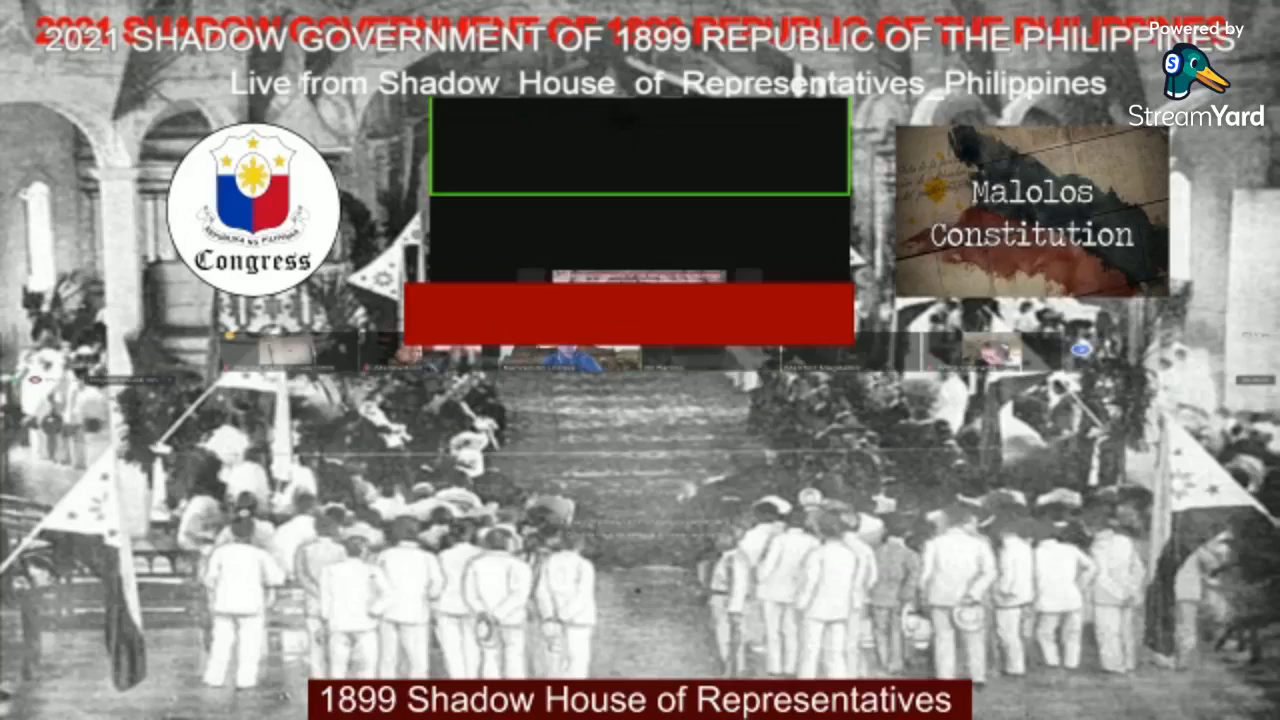 2021 SHADOW GOVERNMENT OF 1899 REPUBLIC OF THE PHILIPPINES
Powered by
StreamYard
Live from Shadow House of Representatives Philippines
REPUBLIKA NG PILIPINAS
Congress
Malolos
Constitution
1899 Shadow House of Representatives